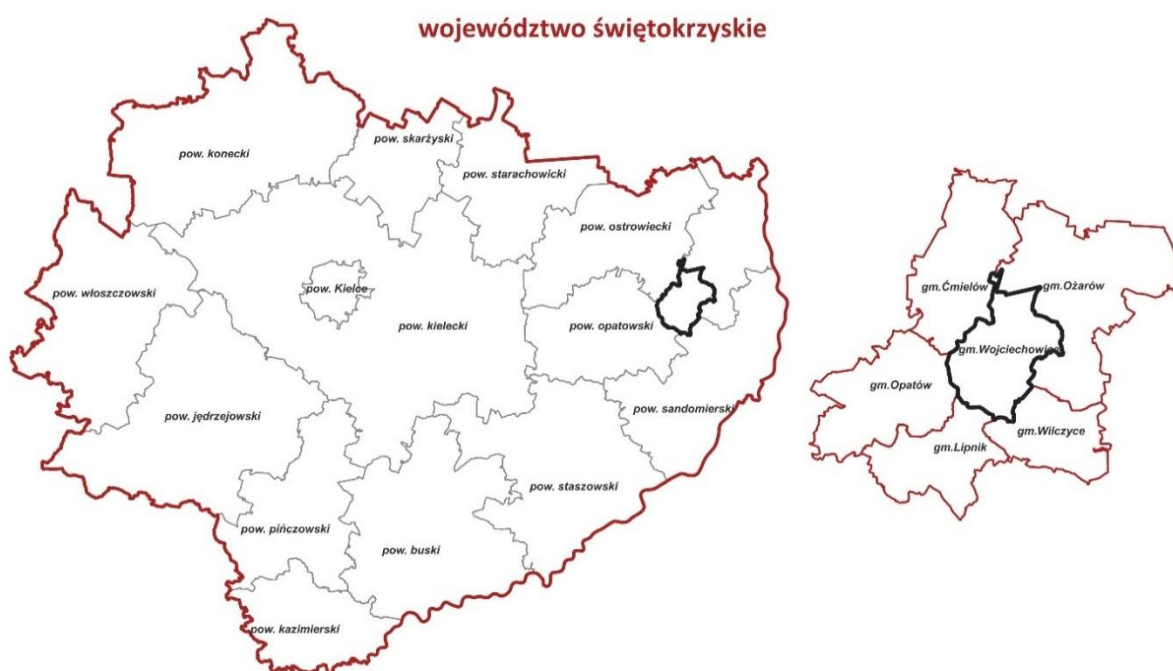 województwo świętokrzyskie
pow. skarżyski
pow. konecki
pow. starachowicki
pow. ostrowiecki
pow. włoszczowski
pow. Kielce
pow. kielecki
pow. opatowski
pow. jędrzejowski
pow. sandomierski
pow. staszowski
pow. pińczowski
pow. buski
pow. kazimierski
gm.Ćmielów
gm.Ożarów
gm.Wojciechowice
gm.Opatów
gm.Wilczyce
gm.Lipnik